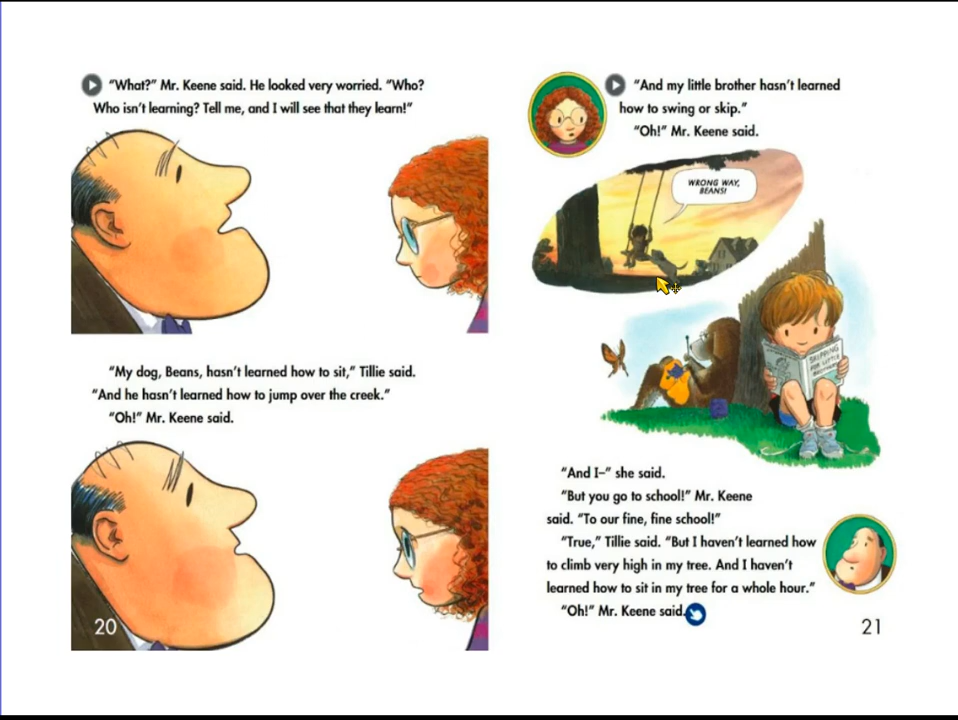 "What?" Mr. Keene said. He looked very worried. "Who?
Who isn't learning? Tell me, and I will see that they learn!"
"My dog, Beans, hasn't learned how to sit," Tillie said.
"And he hasn't learned how to jump over the creek."
"Oh!" Mr. Keene said.
20
"And my little brother hasn't learned
how to swing or skip."
"Oh!" Mr. Keene said.
WRONG WAY,
BEANS!
SKIPPING
FOR LITTLE
BROTHERS
"And I–" she said.
"But you go to school!" Mr. Keene
said. "To our fine, fine school!"
"True," Tillie said. "But I haven't learned how
to climb very high in my tree. And I haven't
learned how to sit in my tree for a whole hour."
"Oh!" Mr. Keene said.
21